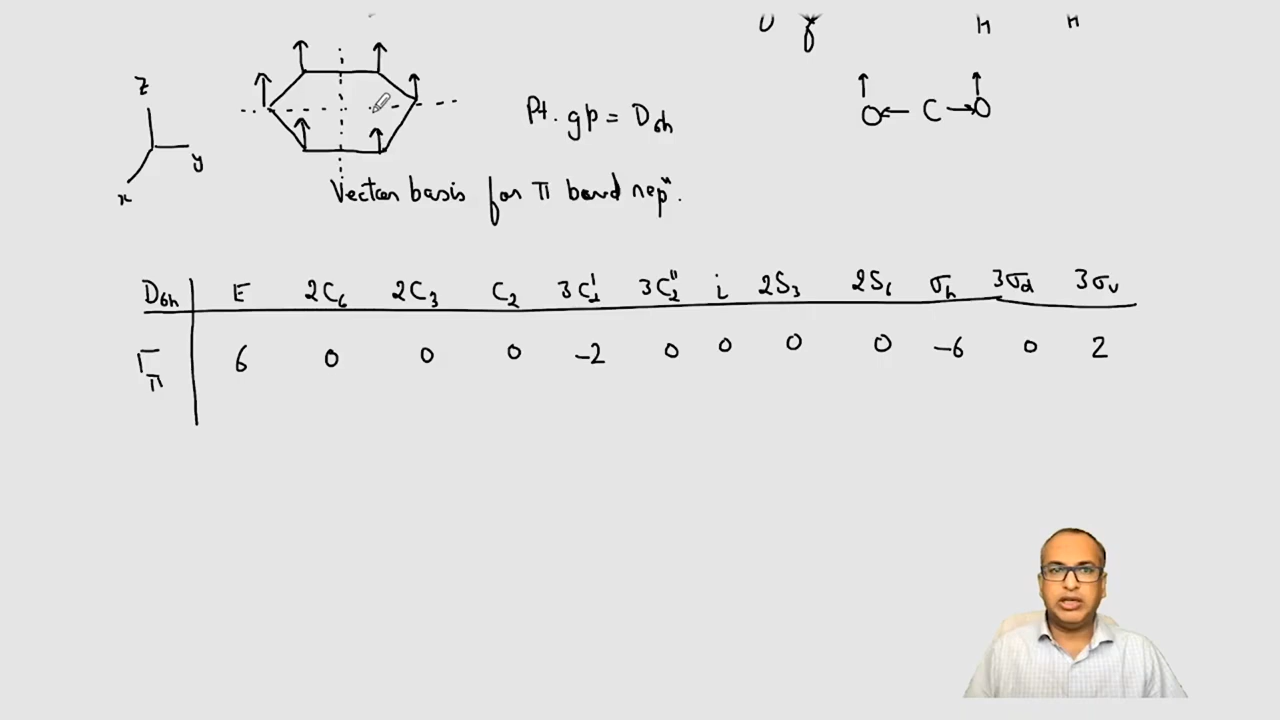 z
y
x
Pt. gp = D6h
O C O
Vector basis for π bond repⁿ.
D6h E 2C6 2C3 C2 3C2' 3C2" i 2S3 2S6 σh 3σd 3σv
Γπ 6 0 0 0 -2 0 0 0 0 -6 0 2